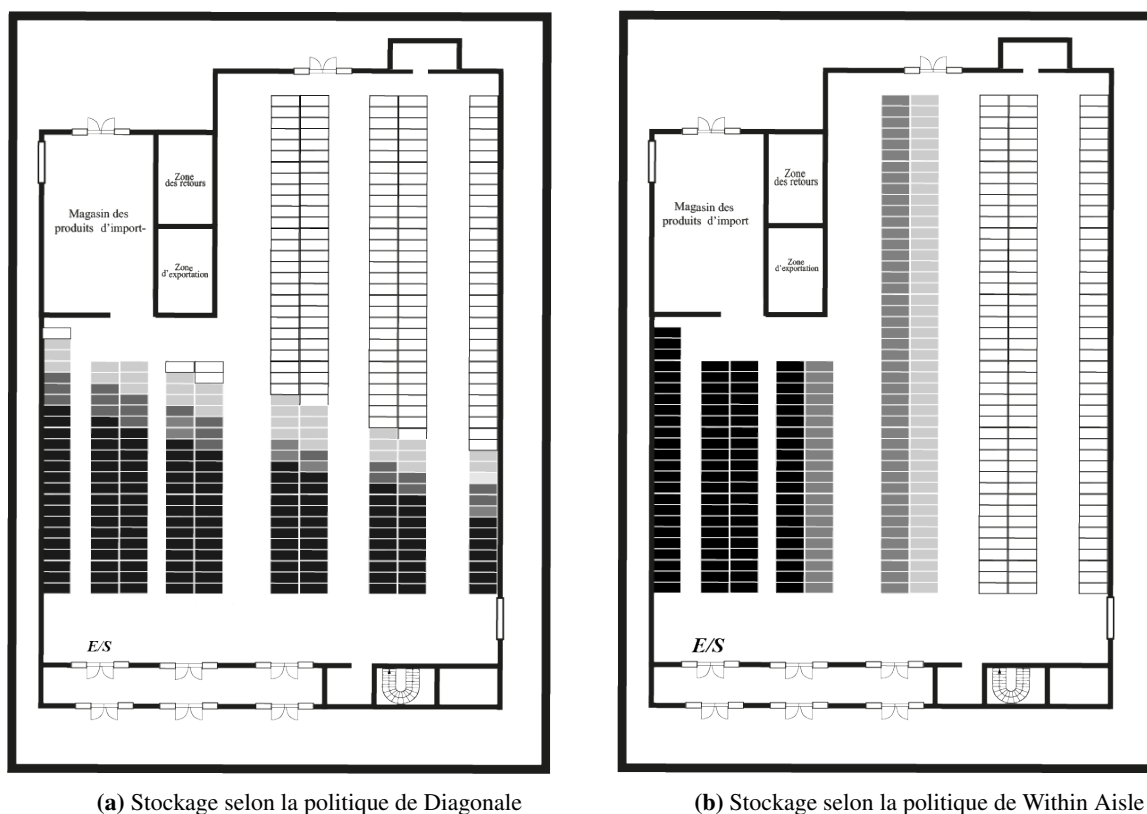 Zone
des retours
Magasin des
produits d'import-
Zone
d'exportation
E/S
(a) Stockage selon la politique de Diagonale
Zone
des retours
Magasin des
produits d'import
Zone
d'exportation
E/S
(b) Stockage selon la politique de Within Aisle